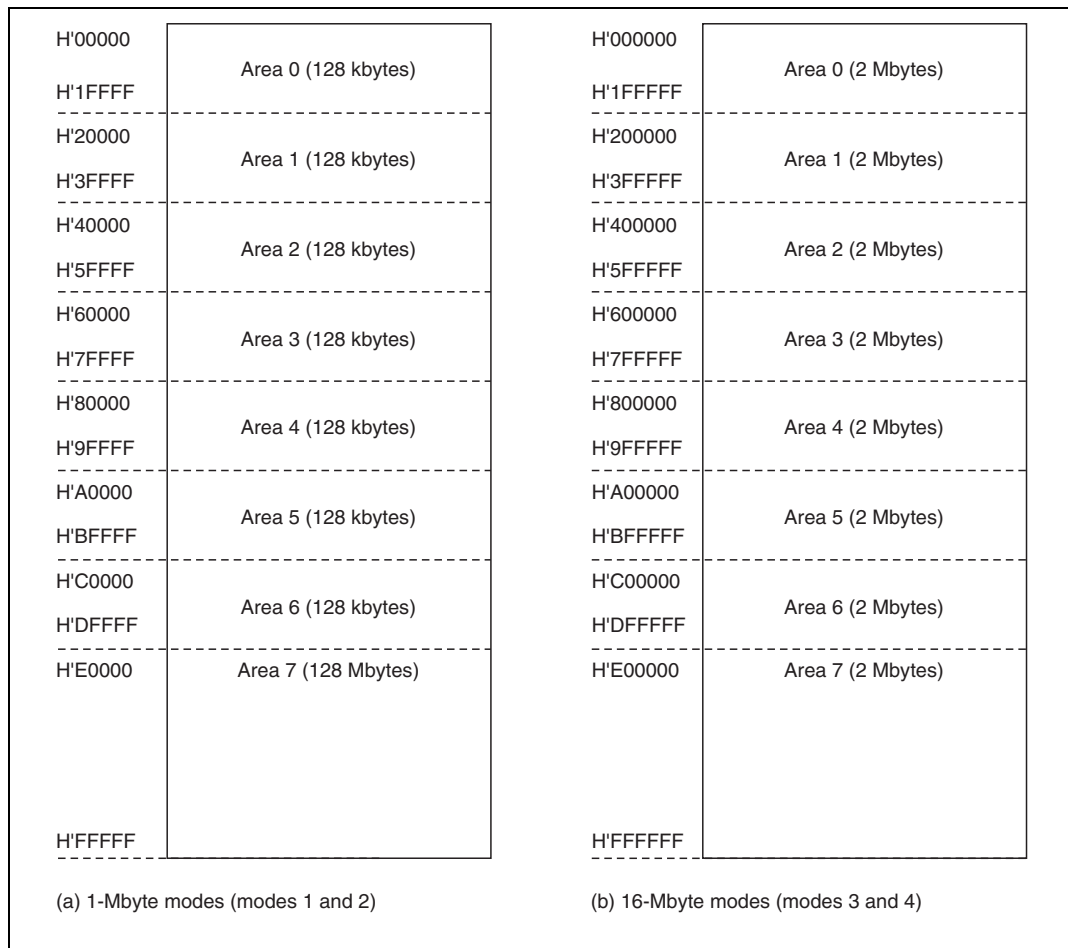 H'00000
Area 0 (128 kbytes)
H'1FFFF
H'20000
Area 1 (128 kbytes)
H'3FFFF
H'40000
Area 2 (128 kbytes)
H'5FFFF
H'60000
Area 3 (128 kbytes)
H'7FFFF
H'80000
Area 4 (128 kbytes)
H'9FFFF
H'A0000
Area 5 (128 kbytes)
H'BFFFF
H'C0000
Area 6 (128 kbytes)
H'DFFFF
H'E0000
Area 7 (128 Mbytes)
H'FFFFF
(a) 1-Mbyte modes (modes 1 and 2)
H'000000
Area 0 (2 Mbytes)
H'1FFFFF
H'200000
Area 1 (2 Mbytes)
H'3FFFFF
H'400000
Area 2 (2 Mbytes)
H'5FFFFF
H'600000
Area 3 (2 Mbytes)
H'7FFFFF
H'800000
Area 4 (2 Mbytes)
H'9FFFFF
H'A00000
Area 5 (2 Mbytes)
H'BFFFFF
H'C00000
Area 6 (2 Mbytes)
H'DFFFFF
H'E00000
Area 7 (2 Mbytes)
H'FFFFFF
(b) 16-Mbyte modes (modes 3 and 4)